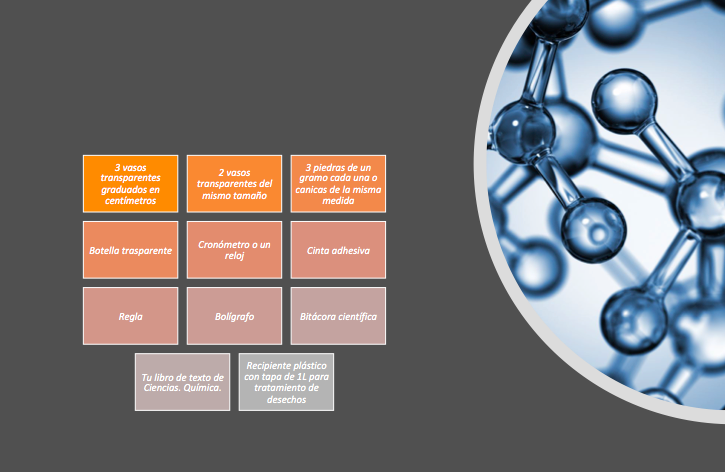 3 vasos
transparentes
graduados en
centímetros
2 vasos
transparentes del
mismo tamaño
3 piedras de un
gramo cada una o
canicas de la misma
medida
Botella trasparente
Cronómetro o un
reloj
Cinta adhesiva
Regla
Bolígrafo
Bitácora científica
Tu libro de texto de
Ciencias. Química.
Recipiente plástico
con tapa de 1L para
tratamiento de
desechos